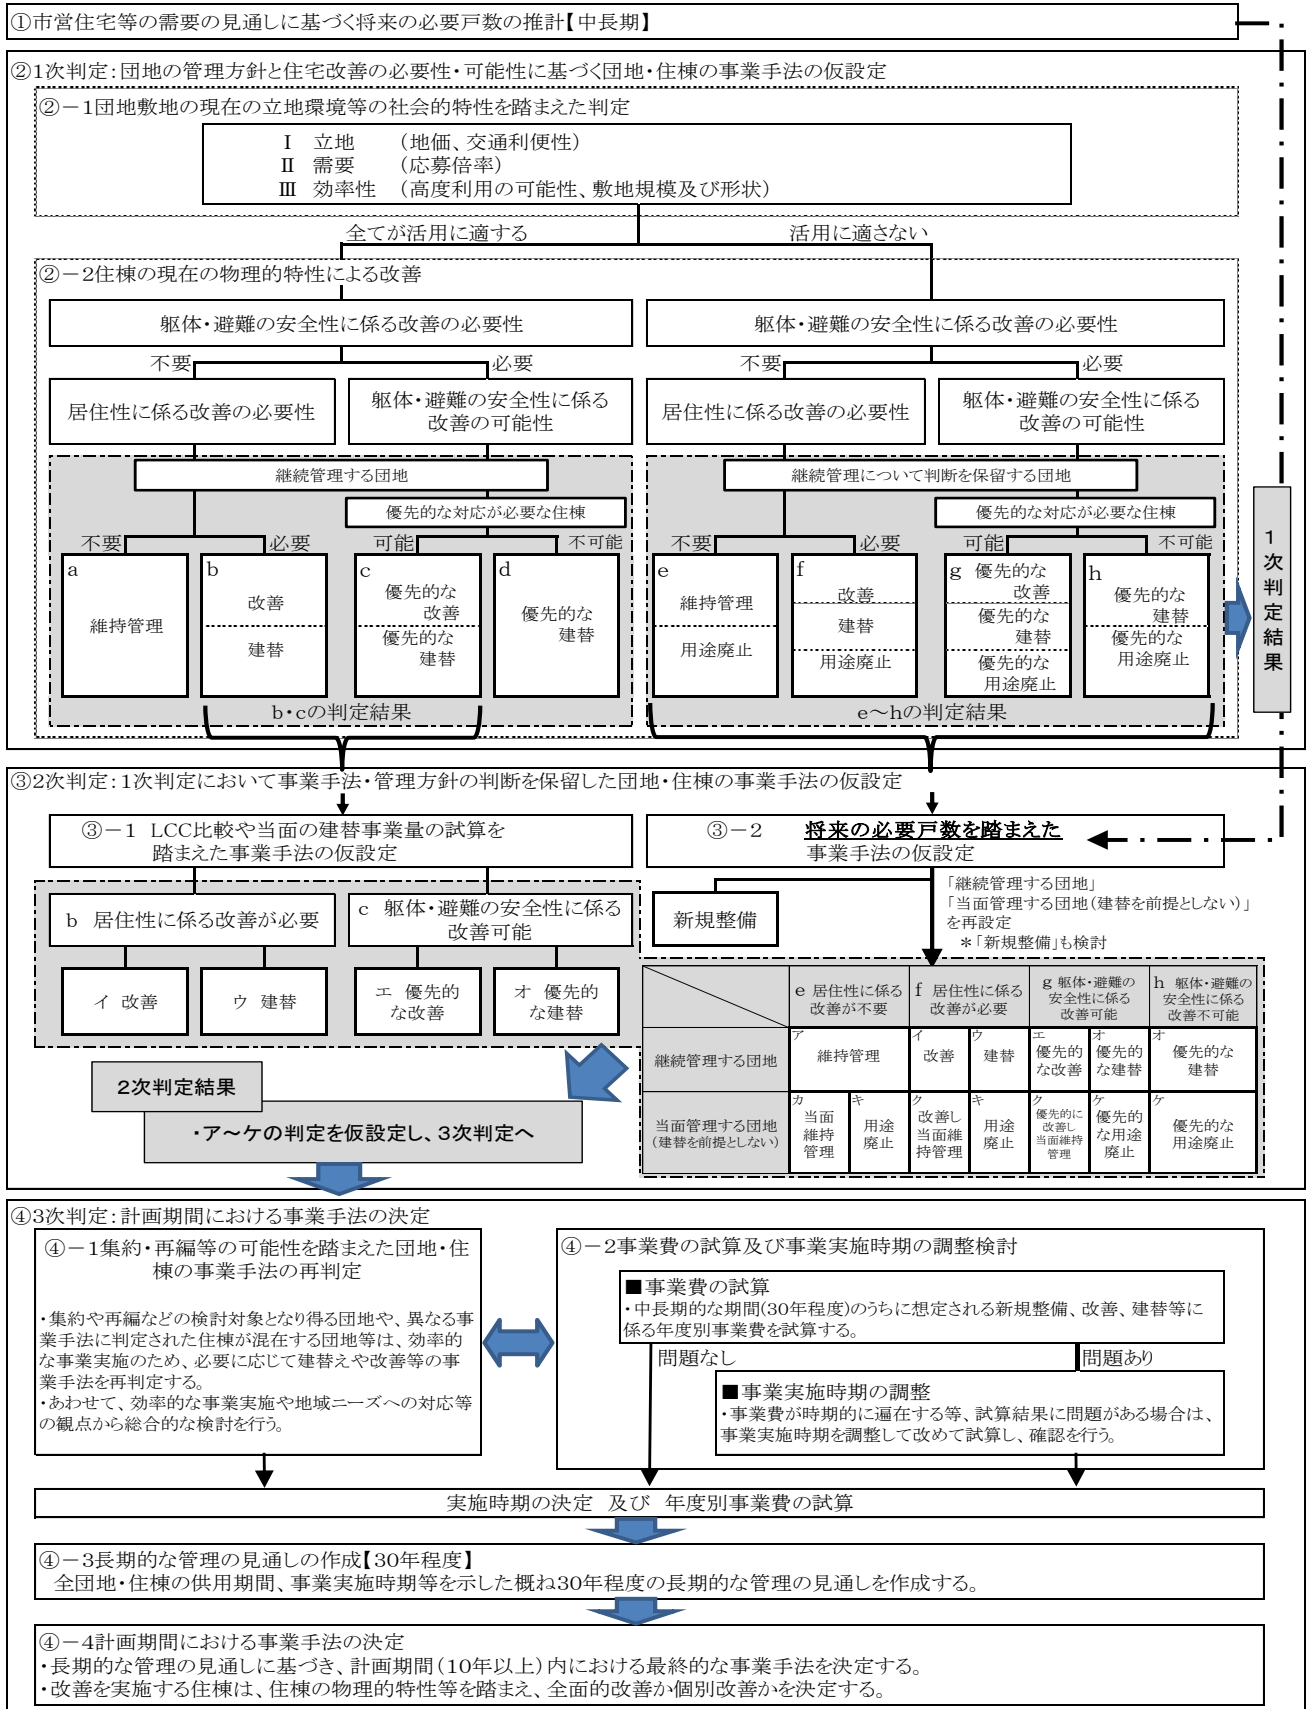 ①市営住宅等の需要の見通しに基づく将来の必要戸数の推計【中長期】
②1次判定：団地の管理方針と住宅改善の必要性・可能性に基づく団地・住棟の事業手法の仮設定
②－1団地敷地の現在の立地環境等の社会的特性を踏まえた判定
Ⅰ　立地　（地価、交通利便性）
Ⅱ　需要　（応募倍率）
Ⅲ　効率性　（高度利用の可能性、敷地規模及び形状）
全てが活用に適する
活用に適さない
②－2住棟の現在の物理的特性による改善
躯体・避難の安全性に係る改善の必要性
不要
必要
居住性に係る改善の必要性
躯体・避難の安全性に係る
改善の可能性
継続管理する団地
優先的な対応が必要な住棟
不要
必要
可能
不可能
a
維持管理
b
改善
建替
c
優先的な
改善
優先的な
建替
d
優先的な
建替
b・cの判定結果
躯体・避難の安全性に係る改善の必要性
不要
必要
居住性に係る改善の必要性
躯体・避難の安全性に係る
改善の可能性
継続管理について判断を保留する団地
優先的な対応が必要な住棟
不要
必要
可能
不可能
e
維持管理
用途廃止
f
改善
建替
用途廃止
g 優先的な
改善
優先的な
建替
優先的な
用途廃止
h
優先的な
建替
優先的な
用途廃止
e～hの判定結果
1次判定結果
③2次判定：1次判定において事業手法・管理方針の判断を保留した団地・住棟の事業手法の仮設定
③－1 LCC比較や当面の建替事業量の試算を
踏まえた事業手法の仮設定
b 居住性に係る改善が必要
c 躯体・避難の安全性に係る
改善可能
イ 改善
ウ 建替
エ 優先的
な改善
オ 優先的
な建替
③－2 将来の必要戸数を踏まえた
事業手法の仮設定
新規整備
「継続管理する団地」
「当面管理する団地（建替を前提としない）」
を再設定
＊「新規整備」も検討
e 居住性に係る
改善が不要
f 居住性に係る
改善が必要
g 躯体・避難の
安全性に係る
改善可能
h 躯体・避難の
安全性に係る
改善不可能
継続管理する団地
ア
維持管理
イ
改善
ウ
建替
エ
優先的
な改善
オ
優先的
な建替
オ
優先的な
建替
当面管理する団地
（建替を前提としない）
カ
当面
維持
管理
キ
用途
廃止
ク
改善し
当面維
持管理
キ
用途
廃止
ク
優先的に
改善し
当面維持
管理
ケ
優先的
な用途
廃止
ケ
優先的な
用途廃止
2次判定結果
・ア～ケの判定を仮設定し、3次判定へ
④3次判定：計画期間における事業手法の決定
④－1集約・再編等の可能性を踏まえた団地・住
棟の事業手法の再判定
・集約や再編などの検討対象となり得る団地や、異なる事
業手法に判定された住棟が混在する団地等は、効率的
な事業実施のため、必要に応じて建替えや改善等の事
業手法を再判定する。
・あわせて、効率的な事業実施や地域ニーズへの対応等
の観点から総合的な検討を行う。
④－2事業費の試算及び事業実施時期の調整検討
■事業費の試算
・中長期的な期間(30年程度)のうちに想定される新規整備、改善、建替等に
係る年度別事業費を試算する。
問題なし
問題あり
■事業実施時期の調整
・事業費が時期的に遍在する等、試算結果に問題がある場合は、
事業実施時期を調整して改めて試算し、確認を行う。
実施時期の決定 及び 年度別事業費の試算
④－3長期的な管理の見通しの作成【30年程度】
全団地・住棟の供用期間、事業実施時期等を示した概ね30年程度の長期的な管理の見通しを作成する。
④－4計画期間における事業手法の決定
・長期的な管理の見通しに基づき、計画期間（10年以上）内における最終的な事業手法を決定する。
・改善を実施する住棟は、住棟の物理的特性等を踏まえ、全面的改善か個別改善かを決定する。